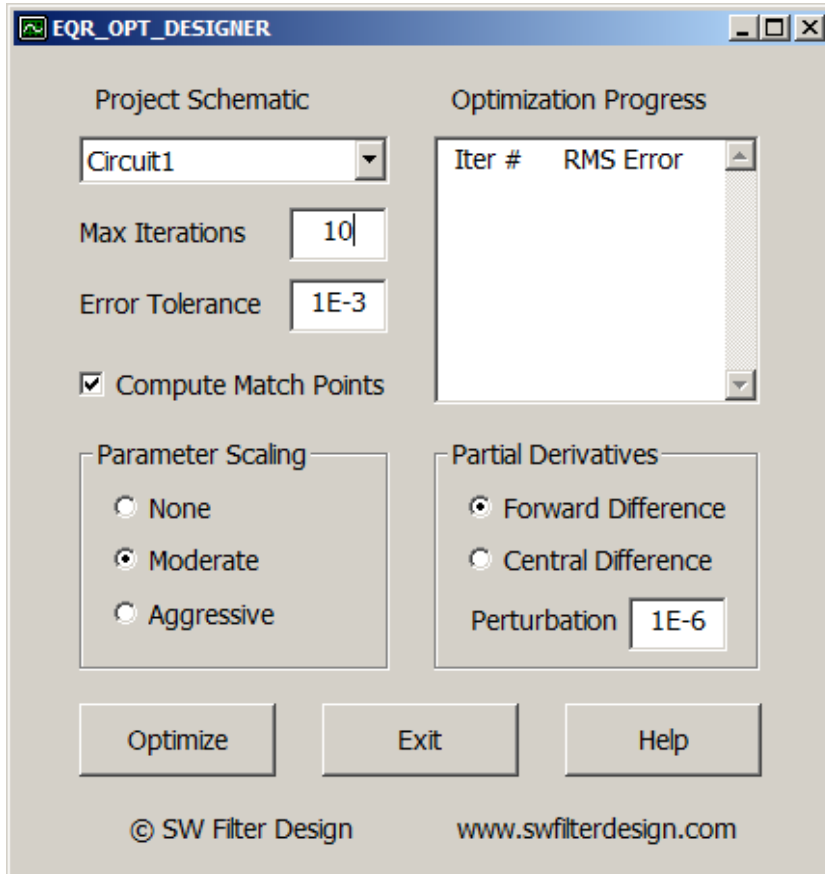 EQR_OPT_DESIGNER
Project Schematic
Optimization Progress
Circuit1
Iter # RMS Error
Max Iterations 10
Error Tolerance 1E-3
Compute Match Points
Parameter Scaling
None
Moderate
Aggressive
Partial Derivatives
Forward Difference
Central Difference
Perturbation 1E-6
Optimize
Exit
Help
© SW Filter Design
www.swfilterdesign.com